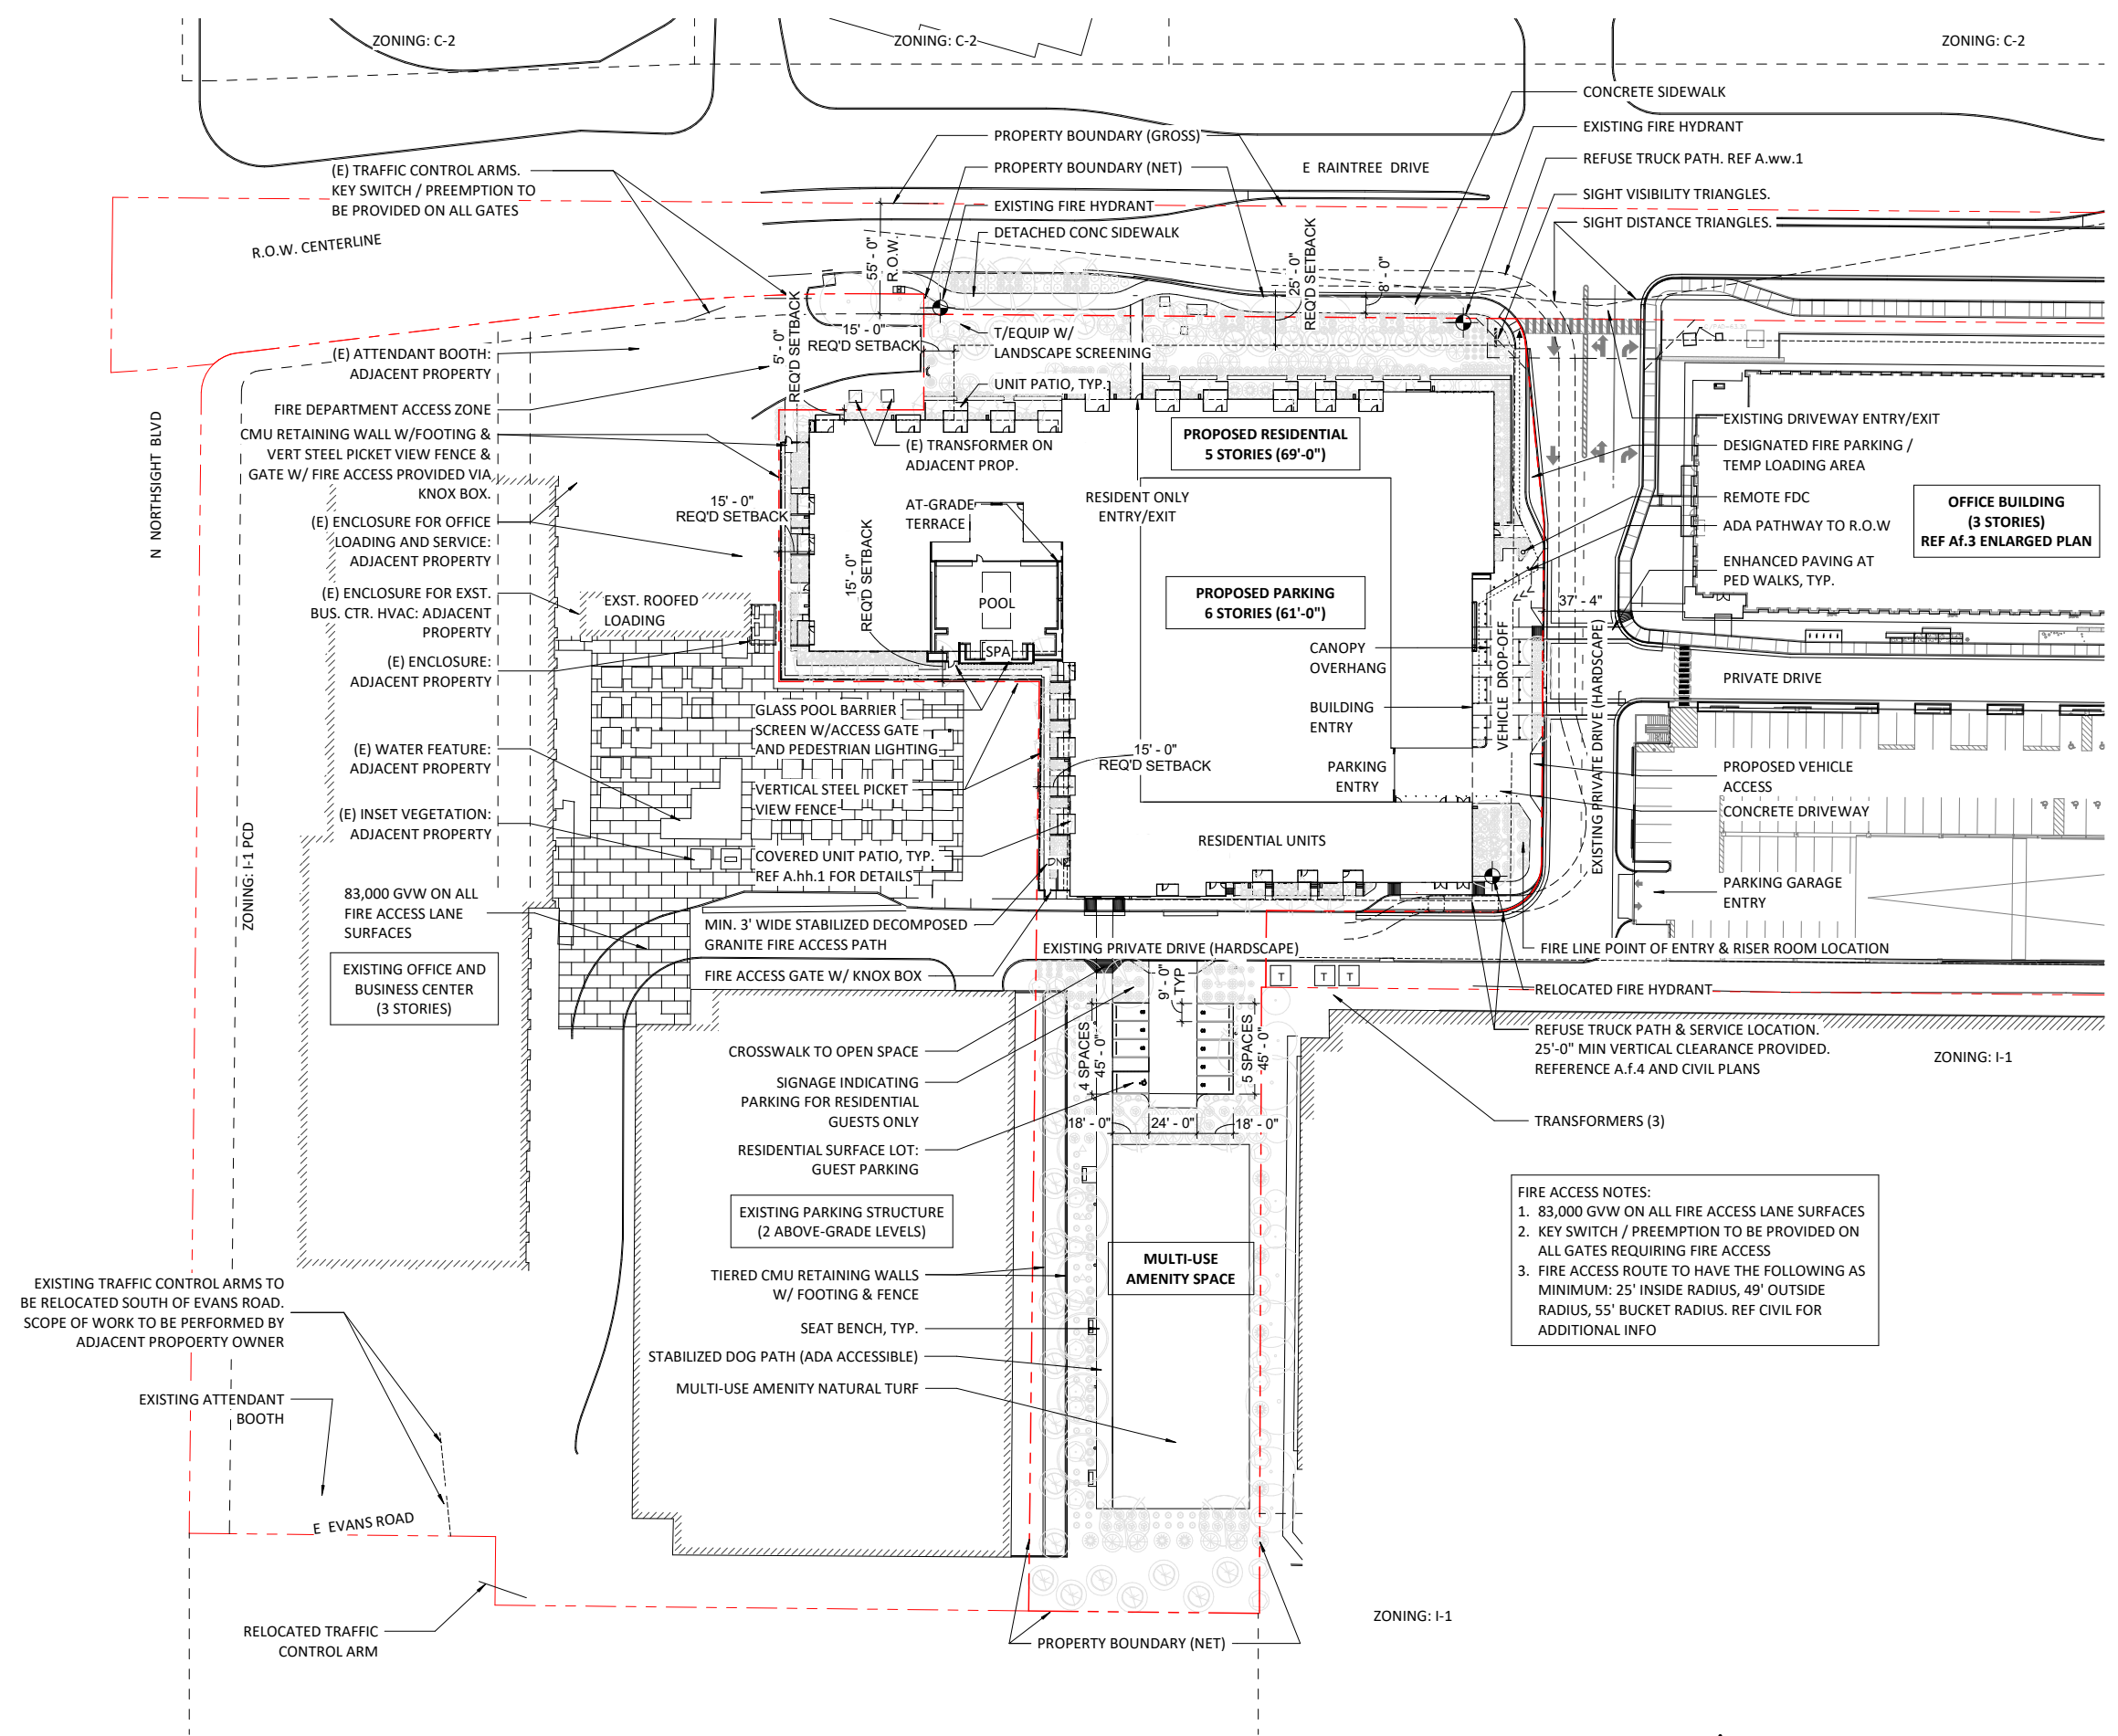 ZONING: C-2
ZONING: C-2
ZONING: C-2
CONCRETE SIDEWALK
EXISTING FIRE HYDRANT
REFUSE TRUCK PATH. REF A.ww.1
SIGHT VISIBILITY TRIANGLES.
SIGHT DISTANCE TRIANGLES.
PROPERTY BOUNDARY (GROSS)
PROPERTY BOUNDARY (NET)
E RAINTREE DRIVE
EXISTING FIRE HYDRANT
DETACHED CONC SIDEWALK
(E) TRAFFIC CONTROL ARMS.
KEY SWITCH / PREEMPTION TO
BE PROVIDED ON ALL GATES
R.O.W. CENTERLINE
55' - 0"
R.O.W.
25' - 0"
REQ'D SETBACK
8' - 0"
5' - 0"
REQ'D SETBACK
15' - 0"
REQ'D SETBACK
T/EQUIP W/
LANDSCAPE SCREENING
UNIT PATIO, TYP.
(E) ATTENDANT BOOTH:
ADJACENT PROPERTY
FIRE DEPARTMENT ACCESS ZONE
CMU RETAINING WALL W/FOOTING &
VERT STEEL PICKET VIEW FENCE &
GATE W/ FIRE ACCESS PROVIDED VIA
KNOX BOX.
(E) ENCLOSURE FOR OFFICE
LOADING AND SERVICE:
ADJACENT PROPERTY
(E) ENCLOSURE FOR EXST.
BUS. CTR. HVAC: ADJACENT
PROPERTY
(E) ENCLOSURE:
ADJACENT PROPERTY
(E) WATER FEATURE:
ADJACENT PROPERTY
(E) INSET VEGETATION:
ADJACENT PROPERTY
83,000 GVW ON ALL
FIRE ACCESS LANE
SURFACES
EXISTING OFFICE AND
BUSINESS CENTER
(3 STORIES)
N NORTHSIGHT BLVD
ZONING: I-1 PCD
EXST. ROOFED
LOADING
15' - 0"
REQ'D SETBACK
15' - 0"
REQ'D SETBACK
(E) TRANSFORMER ON
ADJACENT PROP.
AT-GRADE
TERRACE
POOL
SPA
RESIDENT ONLY
ENTRY/EXIT
PROPOSED RESIDENTIAL
5 STORIES (69'-0")
PROPOSED PARKING
6 STORIES (61'-0")
CANOPY
OVERHANG
BUILDING
ENTRY
PARKING
ENTRY
VEHICLE DROP-OFF
RESIDENTIAL UNITS
15' - 0"
REQ'D SETBACK
GLASS POOL BARRIER
SCREEN W/ACCESS GATE
AND PEDESTRIAN LIGHTING
VERTICAL STEEL PICKET
VIEW FENCE
COVERED UNIT PATIO, TYP.
REF A.hh.1 FOR DETAILS
MIN. 3' WIDE STABILIZED DECOMPOSED
GRANITE FIRE ACCESS PATH
FIRE ACCESS GATE W/ KNOX BOX
EXISTING PRIVATE DRIVE (HARDSCAPE)
EXISTING DRIVEWAY ENTRY/EXIT
DESIGNATED FIRE PARKING /
TEMP LOADING AREA
REMOTE FDC
ADA PATHWAY TO R.O.W
ENHANCED PAVING AT
PED WALKS, TYP.
OFFICE BUILDING
(3 STORIES)
REF Af.3 ENLARGED PLAN
37' - 4"
EXISTING PRIVATE DRIVE (HARDSCAPE)
PRIVATE DRIVE
PROPOSED VEHICLE
ACCESS
CONCRETE DRIVEWAY
PARKING GARAGE
ENTRY
FIRE LINE POINT OF ENTRY & RISER ROOM LOCATION
T
T
T
RELOCATED FIRE HYDRANT
REFUSE TRUCK PATH & SERVICE LOCATION.
25'-0" MIN VERTICAL CLEARANCE PROVIDED.
REFERENCE A.f.4 AND CIVIL PLANS
ZONING: I-1
TRANSFORMERS (3)
CROSSWALK TO OPEN SPACE
SIGNAGE INDICATING
PARKING FOR RESIDENTIAL
GUESTS ONLY
RESIDENTIAL SURFACE LOT:
GUEST PARKING
9' - 0"
TYP
4 SPACES
45' - 0"
5 SPACES
45' - 0"
18' - 0"
24' - 0"
18' - 0"
EXISTING PARKING STRUCTURE
(2 ABOVE-GRADE LEVELS)
MULTI-USE
AMENITY SPACE
TIERED CMU RETAINING WALLS
W/ FOOTING & FENCE
SEAT BENCH, TYP.
STABILIZED DOG PATH (ADA ACCESSIBLE)
MULTI-USE AMENITY NATURAL TURF
FIRE ACCESS NOTES:
1. 83,000 GVW ON ALL FIRE ACCESS LANE SURFACES
2. KEY SWITCH / PREEMPTION TO BE PROVIDED ON
ALL GATES REQUIRING FIRE ACCESS
3. FIRE ACCESS ROUTE TO HAVE THE FOLLOWING AS
MINIMUM: 25' INSIDE RADIUS, 49' OUTSIDE
RADIUS, 55' BUCKET RADIUS. REF CIVIL FOR
ADDITIONAL INFO
EXISTING TRAFFIC CONTROL ARMS TO
BE RELOCATED SOUTH OF EVANS ROAD.
SCOPE OF WORK TO BE PERFORMED BY
ADJACENT PROPOERTY OWNER
EXISTING ATTENDANT
BOOTH
E EVANS ROAD
RELOCATED TRAFFIC
CONTROL ARM
PROPERTY BOUNDARY (NET)
ZONING: I-1